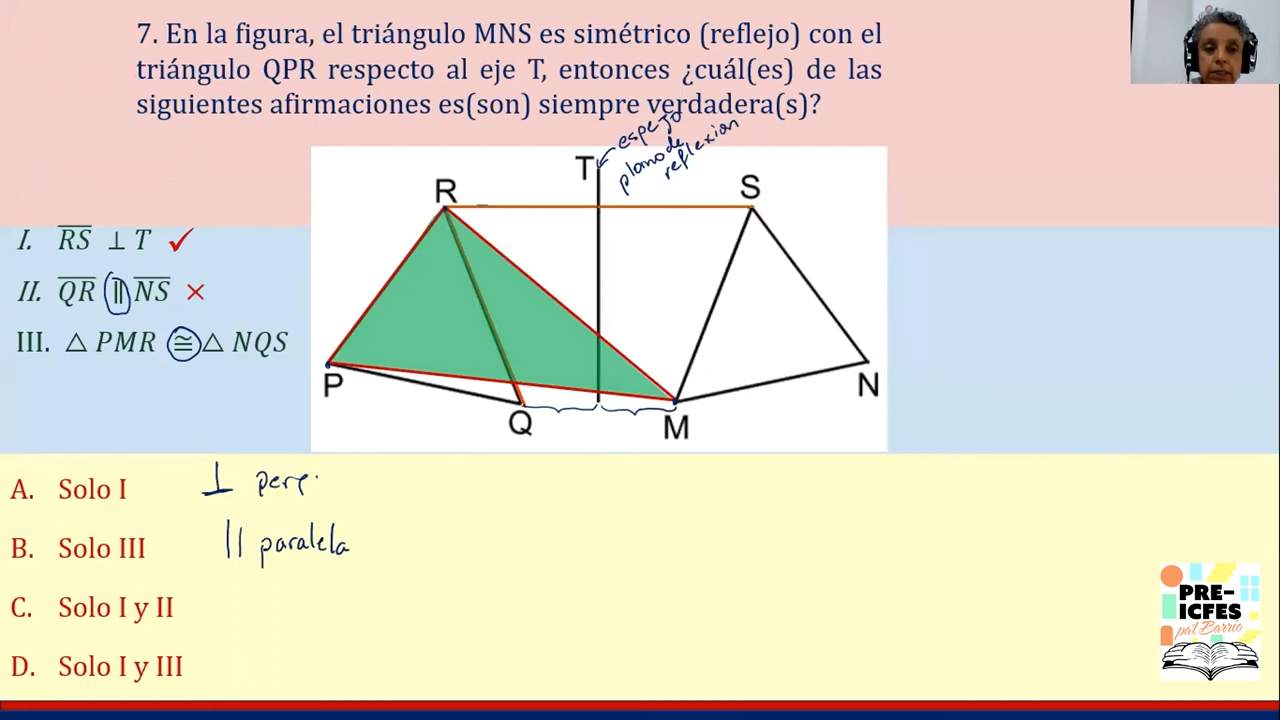 7. En la figura, el triángulo MNS es simétrico (reflejo) con el
triángulo QPR respecto al eje T, entonces ¿cuál(es) de las
siguientes afirmaciones es(son) siempre verdadera(s)?
espejo
plano de
reflexion
T
R
S
I. RS ⊥ T ✓
II. QR || NS ×
III. △ PMR ≅ △ NQS
P
N
Q
M
A. Solo I
⊥ perp.
B. Solo III
|| paralela
C. Solo I y II
D. Solo I y III
PRE-
ICFES
pa'l Barrio